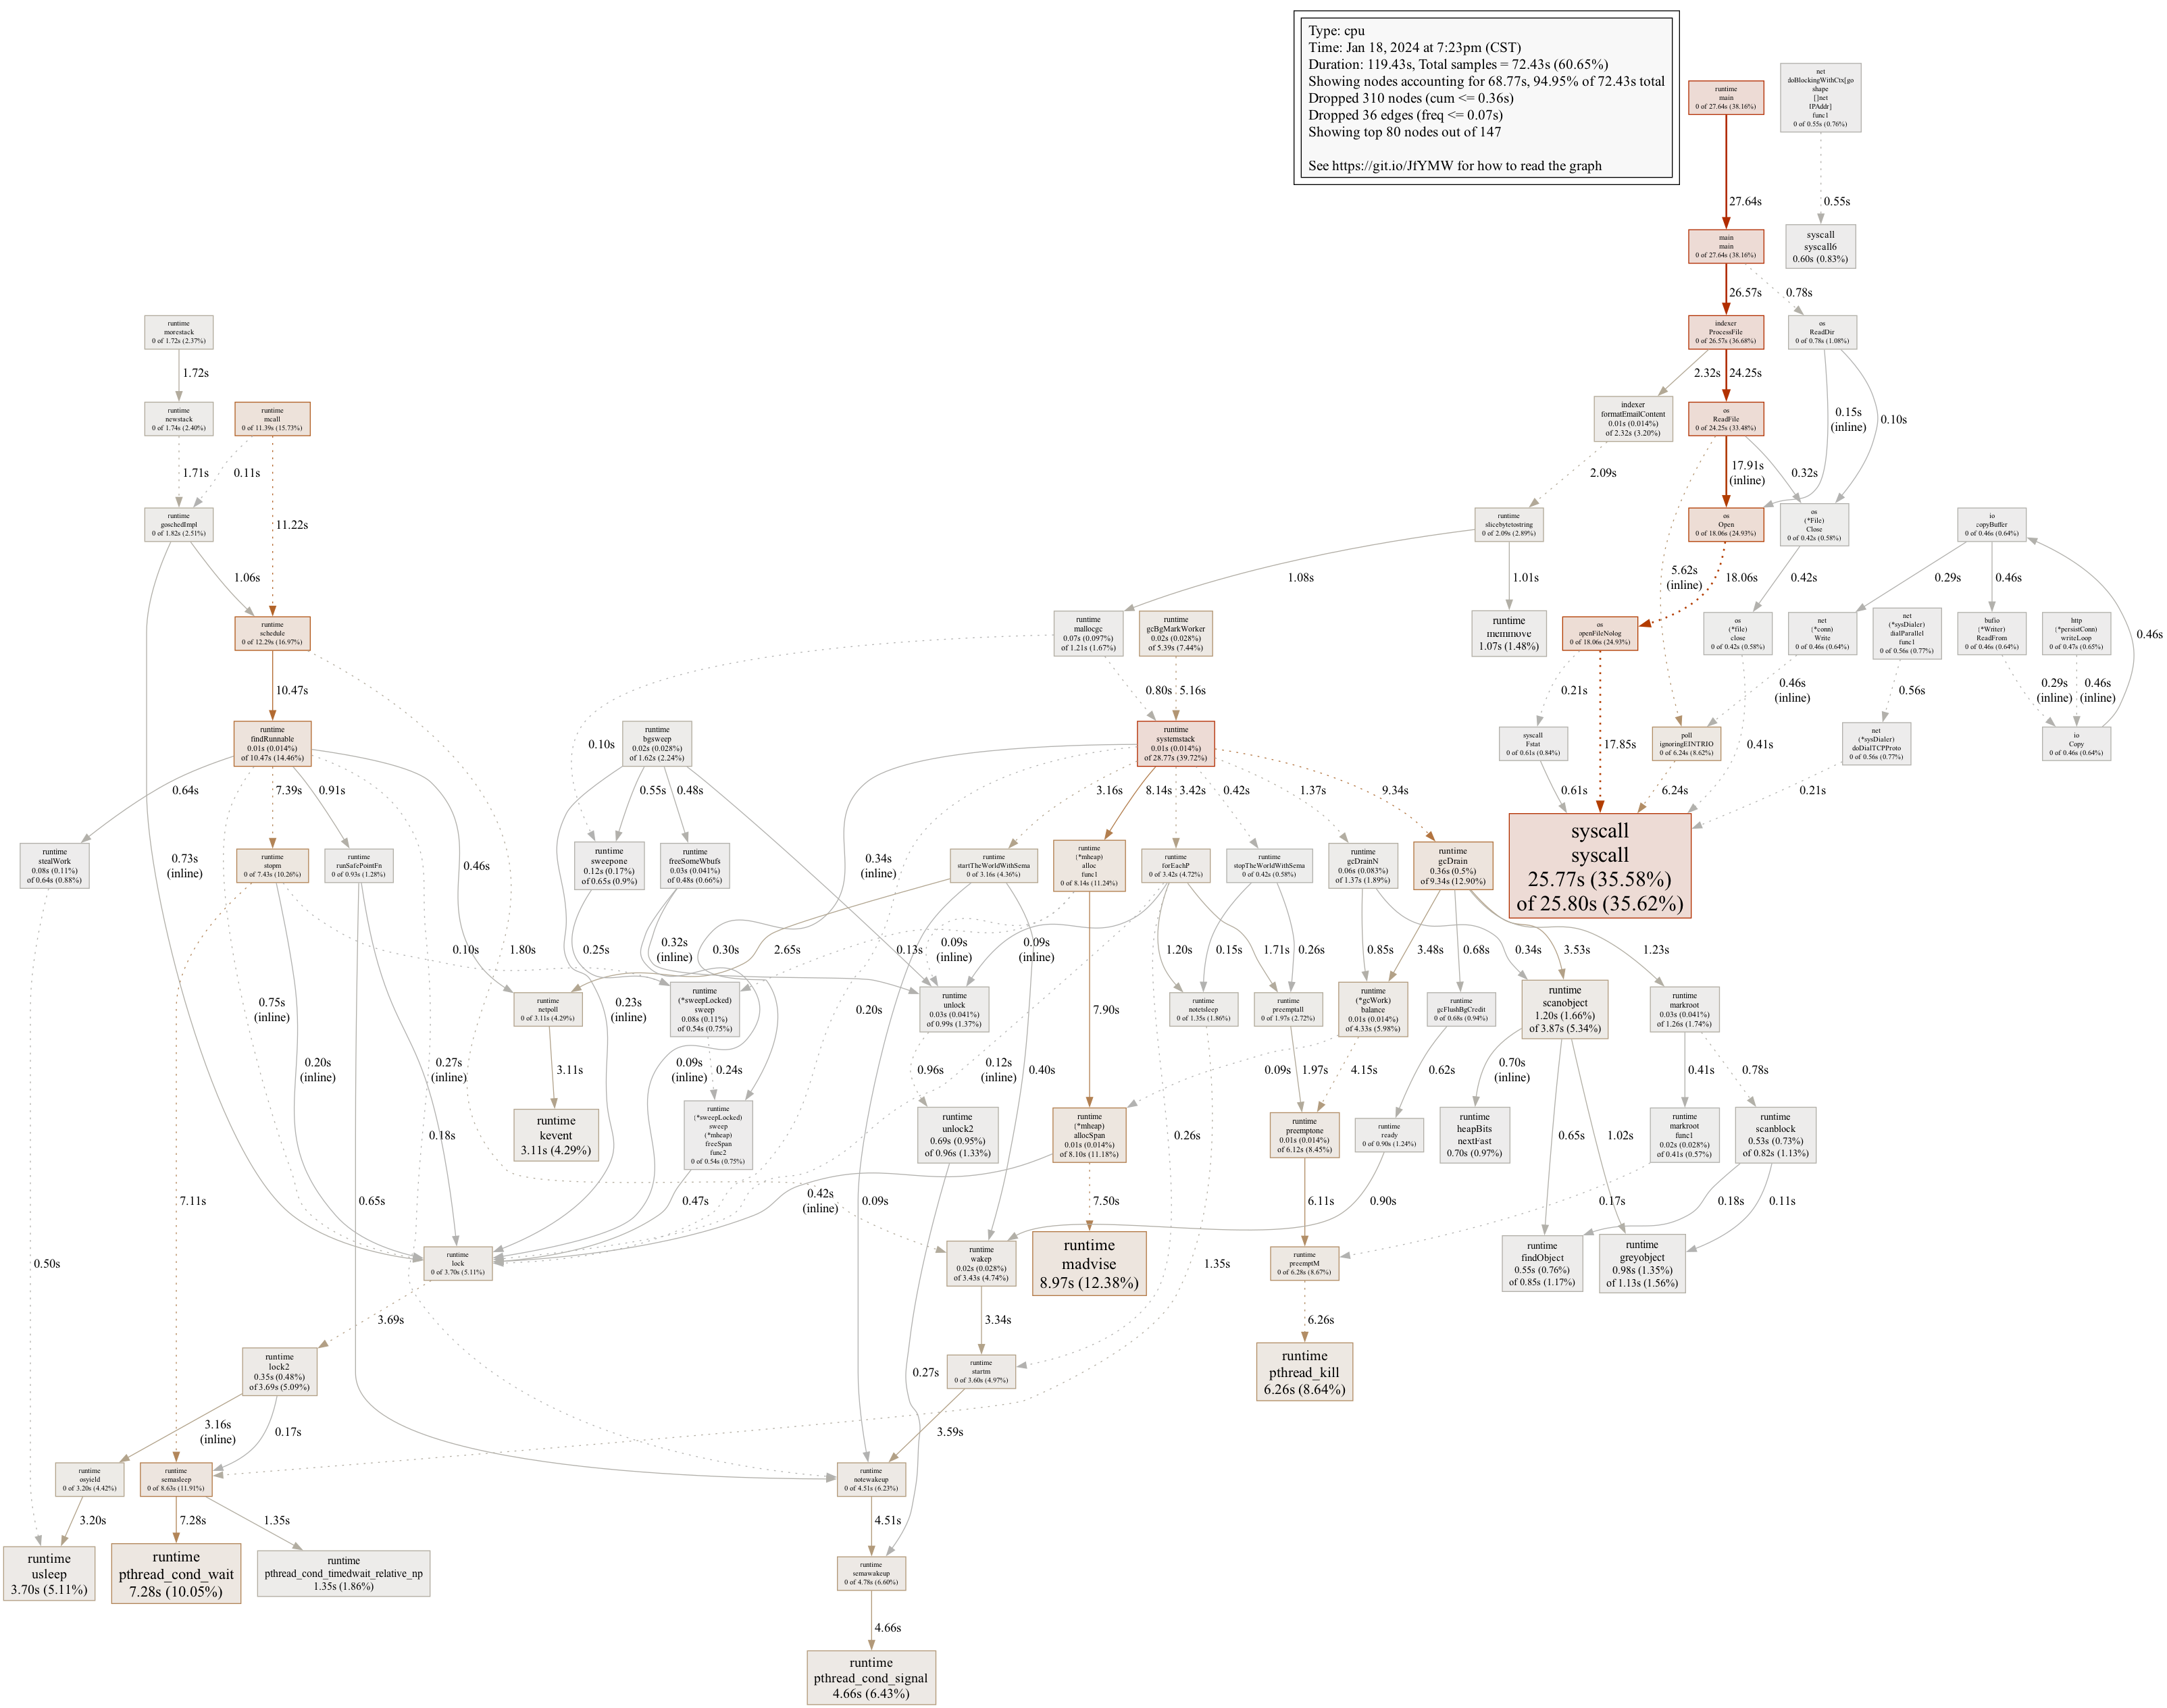 Type: cpu
Time: Jan 18, 2024 at 7:23pm (CST)
Duration: 119.43s, Total samples = 72.43s (60.65%)
Showing nodes accounting for 68.77s, 94.95% of 72.43s total
Dropped 310 nodes (cum <= 0.36s)
Dropped 36 edges (freq <= 0.07s)
Showing top 80 nodes out of 147
See https://git.io/JfYMW for how to read the graph
runtime
main
0 of 27.64s (38.16%)
net
doBlockingWithCtx[go
shape
[]net
IPAddr]
func1
0 of 0.55s (0.76%)
27.64s
0.55s
main
main
0 of 27.64s (38.16%)
syscall
syscall6
0.60s (0.83%)
26.57s
0.78s
runtime
morestack
0 of 1.72s (2.37%)
indexer
ProcessFile
0 of 26.57s (36.68%)
os
ReadDir
0 of 0.78s (1.08%)
1.72s
2.32s
24.25s
0.15s
(inline)
0.10s
runtime
newstack
0 of 1.74s (2.40%)
runtime
mcall
0 of 11.39s (15.73%)
indexer
formatEmailContent
0.01s (0.014%)
of 2.32s (3.20%)
os
ReadFile
0 of 24.25s (33.48%)
1.71s
0.11s
11.22s
2.09s
17.91s
(inline)
0.32s
runtime
goschedImpl
0 of 1.82s (2.51%)
runtime
slicebytetostring
0 of 2.09s (2.89%)
os
Open
0 of 18.06s (24.93%)
os
(*File)
Close
0 of 0.42s (0.58%)
io
copyBuffer
0 of 0.46s (0.64%)
1.06s
1.08s
1.01s
5.62s
(inline)
18.06s
0.42s
0.29s
0.46s
0.46s
runtime
schedule
0 of 12.29s (16.97%)
runtime
mallocgc
0.07s (0.097%)
of 1.21s (1.67%)
runtime
gcBgMarkWorker
0.02s (0.028%)
of 5.39s (7.44%)
runtime
memmove
1.07s (1.48%)
os
openFileNolog
0 of 18.06s (24.93%)
os
(*file)
close
0 of 0.42s (0.58%)
net
(*conn)
Write
0 of 0.46s (0.64%)
net
(*sysDialer)
dialParallel
func1
0 of 0.56s (0.77%)
bufio
(*Writer)
ReadFrom
0 of 0.46s (0.64%)
http
(*persistConn)
writeLoop
0 of 0.47s (0.65%)
10.47s
0.80s
5.16s
0.21s
0.46s
(inline)
0.56s
0.29s
(inline)
0.46s
(inline)
runtime
findRunnable
0.01s (0.014%)
of 10.47s (14.46%)
runtime
bgsweep
0.02s (0.028%)
of 1.62s (2.24%)
0.10s
runtime
systemstack
0.01s (0.014%)
of 28.77s (39.72%)
syscall
Fstat
0 of 0.61s (0.84%)
17.85s
poll
ignoringEINTRIO
0 of 6.24s (8.62%)
0.41s
net
(*sysDialer)
doDialTCPProto
0 of 0.56s (0.77%)
io
Copy
0 of 0.46s (0.64%)
0.64s
7.39s
0.91s
0.55s
0.48s
3.16s
8.14s
3.42s
0.42s
1.37s
9.34s
0.61s
6.24s
0.21s
runtime
stealWork
0.08s (0.11%)
of 0.64s (0.88%)
0.73s
(inline)
runtime
stopm
0 of 7.43s (10.26%)
runtime
runSafePointFn
0 of 0.93s (1.28%)
0.46s
runtime
sweepone
0.12s (0.17%)
of 0.65s (0.9%)
runtime
freeSomeWbufs
0.03s (0.041%)
of 0.48s (0.66%)
0.34s
(inline)
runtime
startTheWorldWithSema
0 of 3.16s (4.36%)
runtime
(*mheap)
alloc
func1
0 of 8.14s (11.24%)
runtime
forEachP
0 of 3.42s (4.72%)
runtime
stopTheWorldWithSema
0 of 0.42s (0.58%)
runtime
gcDrainN
0.06s (0.083%)
of 1.37s (1.89%)
runtime
gcDrain
0.36s (0.5%)
of 9.34s (12.90%)
syscall
syscall
25.77s (35.58%)
of 25.80s (35.62%)
0.10s
1.80s
0.25s
0.32s
(inline)
0.30s
2.65s
0.13s
0.09s
(inline)
0.09s
(inline)
1.20s
0.15s
1.71s
0.26s
0.85s
3.48s
0.68s
0.34s
3.53s
1.23s
0.75s
(inline)
runtime
netpoll
0 of 3.11s (4.29%)
0.23s
(inline)
runtime
(*sweepLocked)
sweep
0.08s (0.11%)
of 0.54s (0.75%)
0.20s
runtime
unlock
0.03s (0.041%)
of 0.99s (1.37%)
7.90s
runtime
notetsleep
0 of 1.35s (1.86%)
runtime
preemptall
0 of 1.97s (2.72%)
runtime
(*gcWork)
balance
0.01s (0.014%)
of 4.33s (5.98%)
runtime
gcFlushBgCredit
0 of 0.68s (0.94%)
runtime
scanobject
1.20s (1.66%)
of 3.87s (5.34%)
runtime
markroot
0.03s (0.041%)
of 1.26s (1.74%)
0.20s
(inline)
0.27s
(inline)
3.11s
0.09s
(inline)
0.24s
0.96s
0.12s
(inline)
0.40s
0.09s
1.97s
4.15s
0.62s
0.70s
(inline)
0.41s
0.78s
runtime
kevent
3.11s (4.29%)
runtime
(*sweepLocked)
sweep
(*mheap)
freeSpan
func2
0 of 0.54s (0.75%)
runtime
unlock2
0.69s (0.95%)
of 0.96s (1.33%)
runtime
(*mheap)
allocSpan
0.01s (0.014%)
of 8.10s (11.18%)
0.26s
runtime
preemptone
0.01s (0.014%)
of 6.12s (8.45%)
runtime
ready
0 of 0.90s (1.24%)
runtime
heapBits
nextFast
0.70s (0.97%)
0.65s
1.02s
runtime
markroot
func1
0.02s (0.028%)
of 0.41s (0.57%)
runtime
scanblock
0.53s (0.73%)
of 0.82s (1.13%)
0.18s
7.11s
0.65s
0.47s
0.42s
(inline)
0.09s
7.50s
6.11s
0.90s
0.17s
0.18s
0.11s
0.50s
runtime
lock
0 of 3.70s (5.11%)
runtime
wakep
0.02s (0.028%)
of 3.43s (4.74%)
runtime
madvise
8.97s (12.38%)
1.35s
runtime
preemptM
0 of 6.28s (8.67%)
runtime
findObject
0.55s (0.76%)
of 0.85s (1.17%)
runtime
greyobject
0.98s (1.35%)
of 1.13s (1.56%)
3.69s
3.34s
6.26s
runtime
lock2
0.35s (0.48%)
of 3.69s (5.09%)
0.27s
runtime
startm
0 of 3.60s (4.97%)
runtime
pthread_kill
6.26s (8.64%)
3.16s
(inline)
0.17s
3.59s
runtime
osyield
0 of 3.20s (4.42%)
runtime
semasleep
0 of 8.63s (11.91%)
runtime
notewakeup
0 of 4.51s (6.23%)
3.20s
7.28s
1.35s
4.51s
runtime
usleep
3.70s (5.11%)
runtime
pthread_cond_wait
7.28s (10.05%)
runtime
pthread_cond_timedwait_relative_np
1.35s (1.86%)
runtime
semawakeup
0 of 4.78s (6.60%)
4.66s
runtime
pthread_cond_signal
4.66s (6.43%)